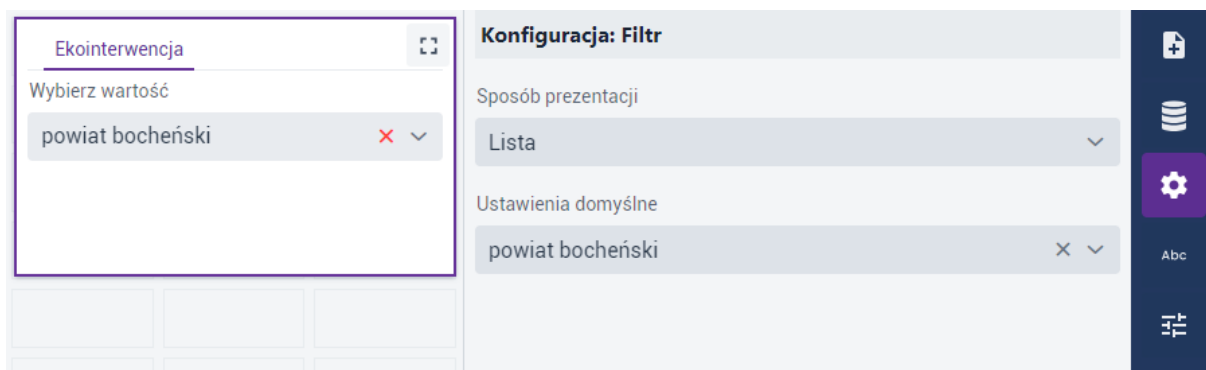 Ekointerwencja
Wybierz wartość
powiat bocheński
Konfiguracja: Filtr
Sposób prezentacji
Lista
Ustawienia domyślne
powiat bocheński
Abc